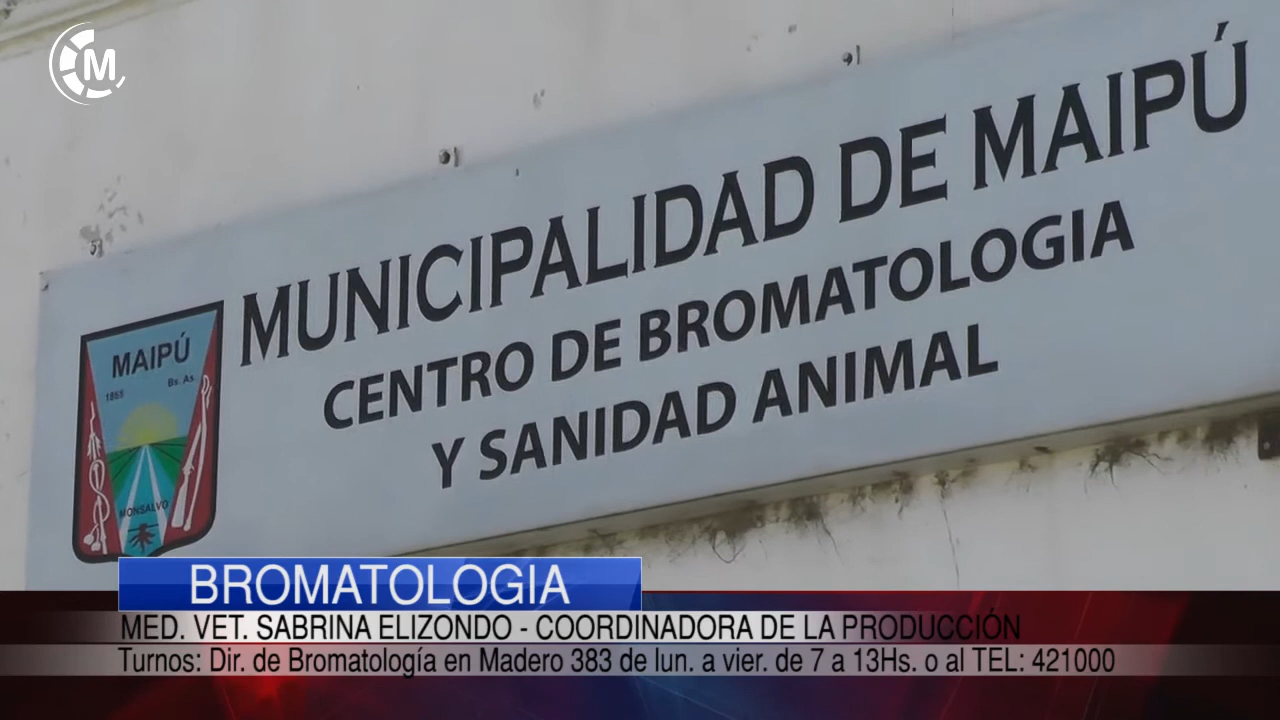 M
MUNICIPALIDAD DE MAIPÚ
CENTRO DE BROMATOLOGIA
Y SANIDAD ANIMAL
MAIPÚ
Bs. As.
1865
MONSALVO
BROMATOLOGIA
MED. VET. SABRINA ELIZONDO - COORDINADORA DE LA PRODUCCIÓN
Turnos: Dir. de Bromatología en Madero 383 de lun. a vier. de 7 a 13Hs. o al TEL: 421000